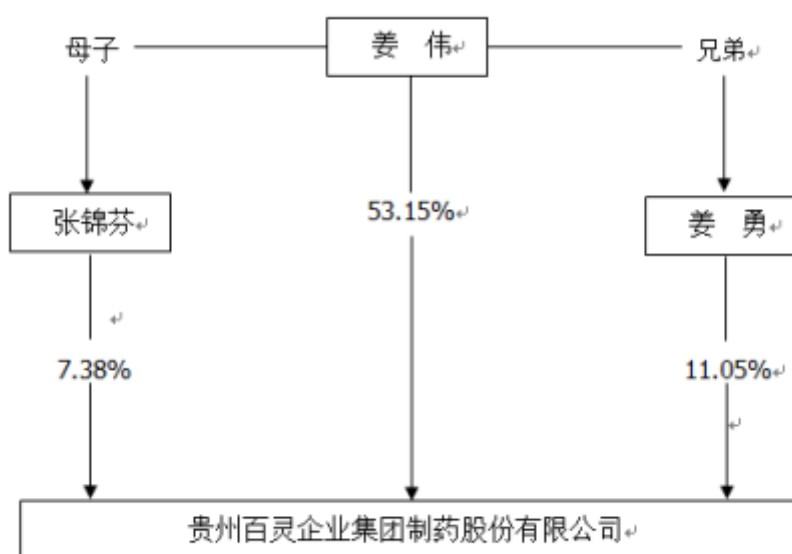 母子
姜 伟
兄弟
张锦芬
53.15%
姜 勇
7.38%
11.05%
贵州百灵企业集团制药股份有限公司